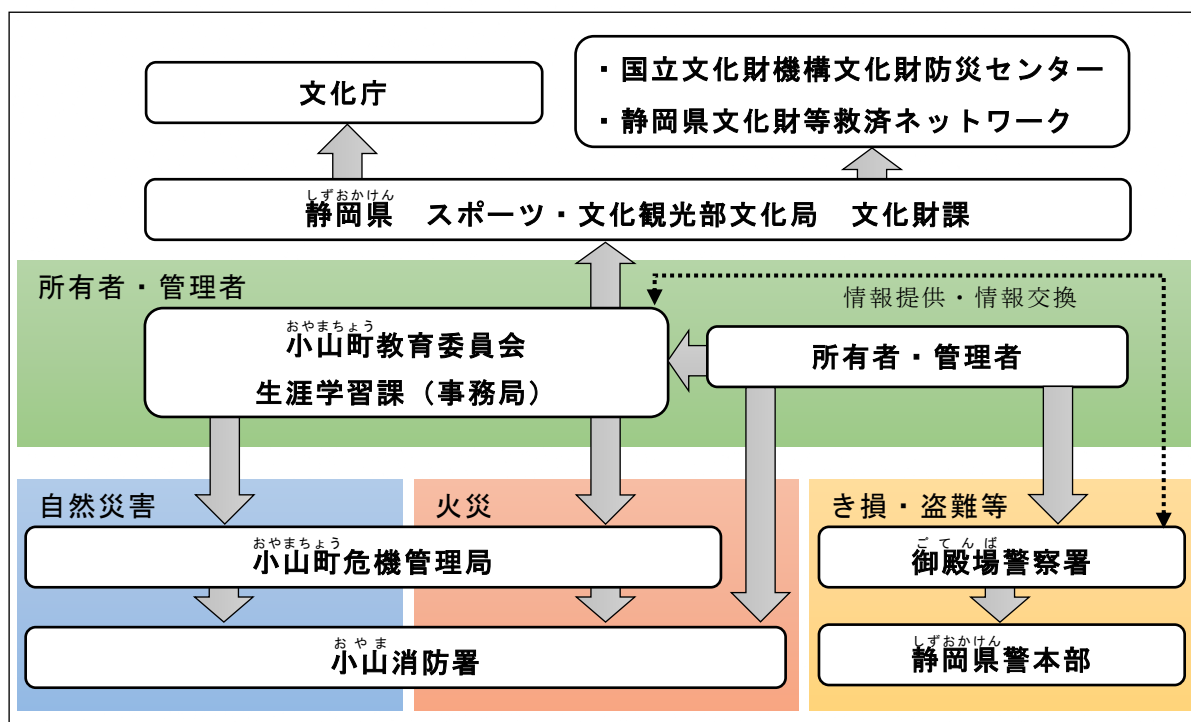 文化庁
・国立文化財機構文化財防災センター
・静岡県文化財等救済ネットワーク
しずおかけん
静岡県　スポーツ・文化観光部文化局　文化財課
所有者・管理者
情報提供・情報交換
おやまちょう
小山町教育委員会
生涯学習課（事務局）
所有者・管理者
自然災害
火災
き損・盗難等
おやまちょう
小山町危機管理局
ごてんば
御殿場警察署
おやま
小山消防署
しずおかけん
静岡県警本部